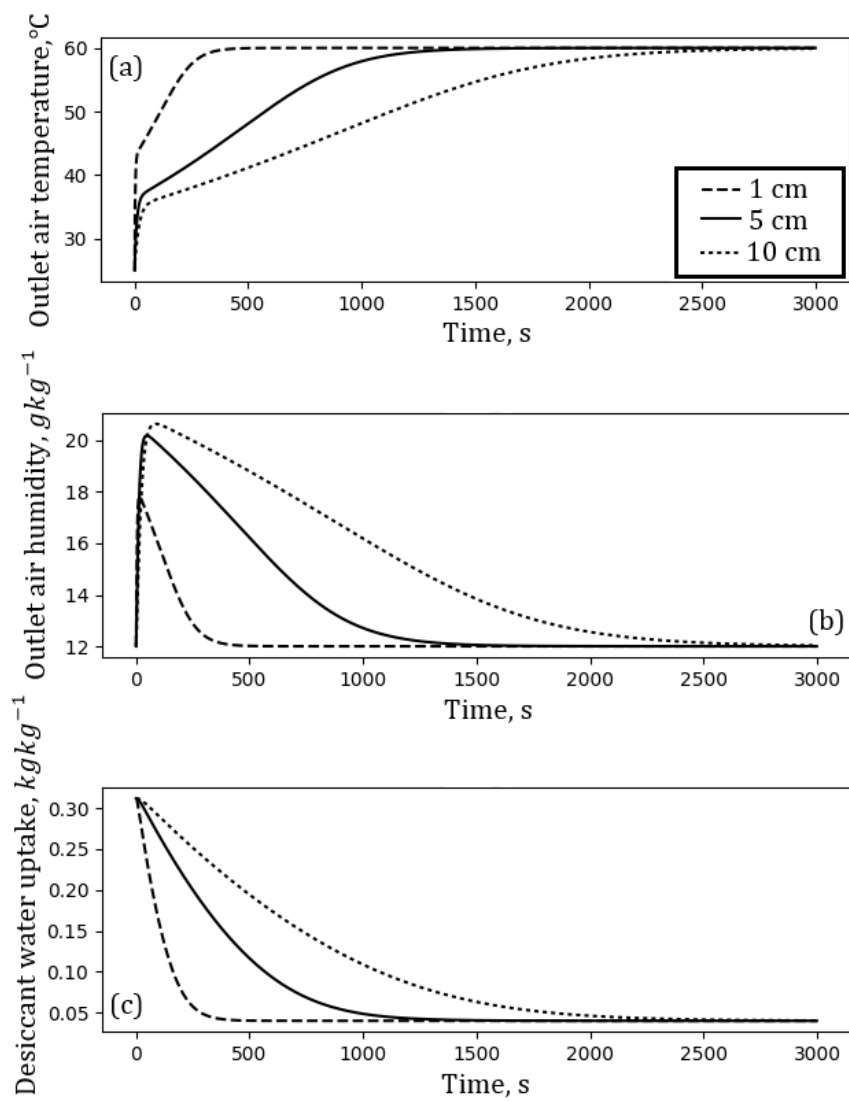 Outlet air temperature,°C
(a)
60
50
40
30
1 cm
5 cm
10 cm
0 500 1000 1500 2000 2500 3000
Time, s
Outlet air humidity, gkg⁻¹
20
18
16
14
12
(b)
0 500 1000 1500 2000 2500 3000
Time, s
Desiccant water uptake, kgkg⁻¹
0.30
0.25
0.20
0.15
0.10
0.05
(c)
0 500 1000 1500 2000 2500 3000
Time, s